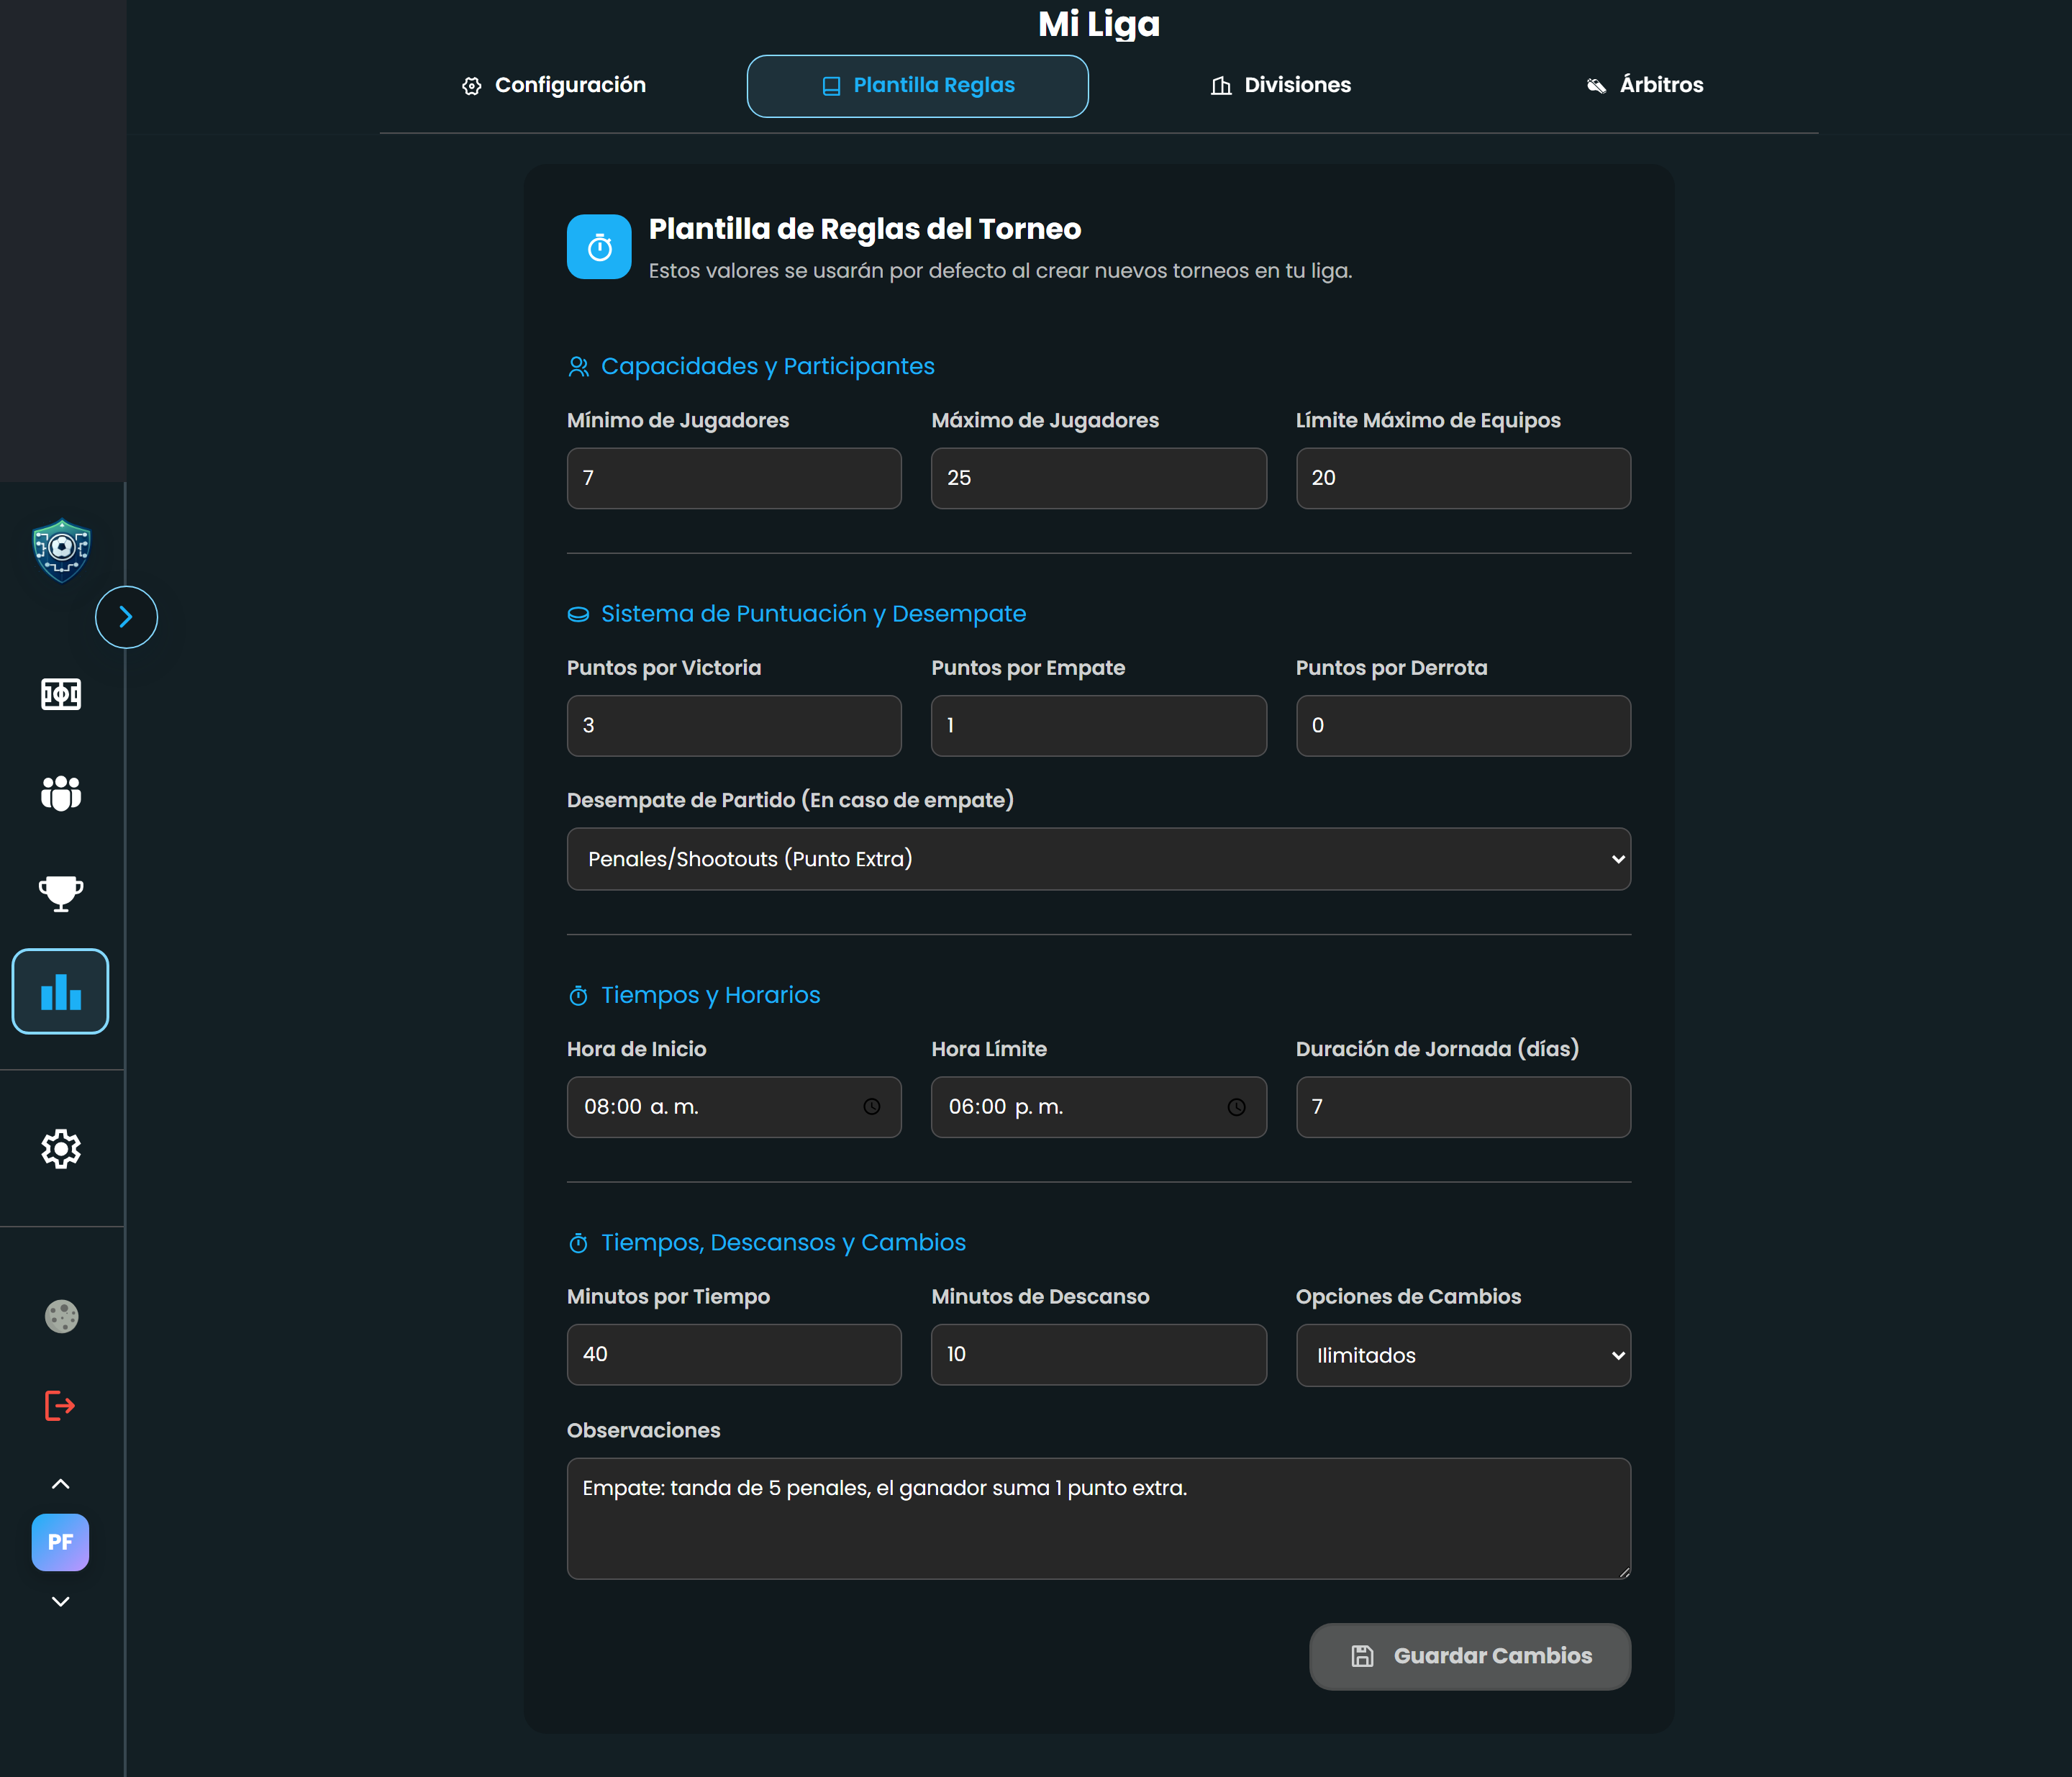 Mi Liga
Configuración
Plantilla Reglas
Divisiones
Árbitros
Plantilla de Reglas del Torneo
Estos valores se usarán por defecto al crear nuevos torneos en tu liga.
Capacidades y Participantes
Mínimo de Jugadores
Máximo de Jugadores
Límite Máximo de Equipos
7
25
20
Sistema de Puntuación y Desempate
Puntos por Victoria
Puntos por Empate
Puntos por Derrota
3
1
0
Desempate de Partido (En caso de empate)
Penales/Shootouts (Punto Extra)
Tiempos y Horarios
Hora de Inicio
Hora Límite
Duración de Jornada (días)
08:00 a. m.
06:00 p. m.
7
Tiempos, Descansos y Cambios
Minutos por Tiempo
Minutos de Descanso
Opciones de Cambios
40
10
Ilimitados
Observaciones
Empate: tanda de 5 penales, el ganador suma 1 punto extra.
PF
Guardar Cambios